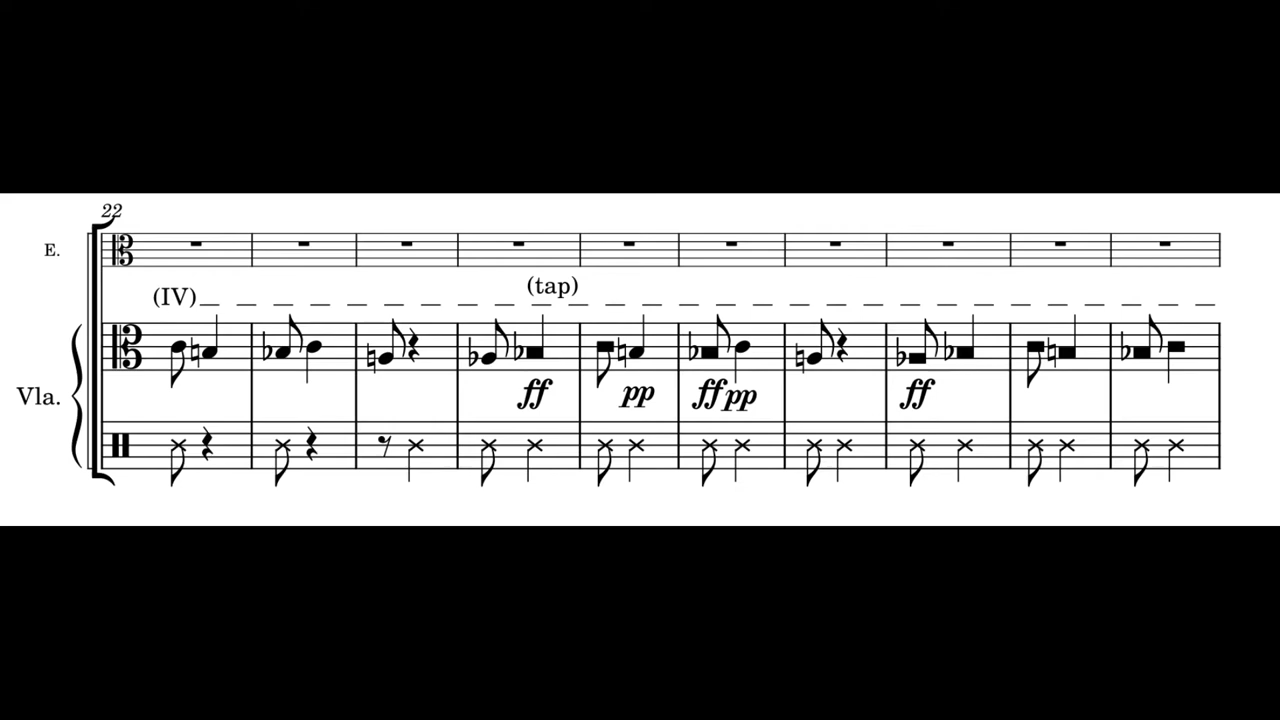 22
E.
(IV)
(tap)
Vla.
ff pp ff pp ff